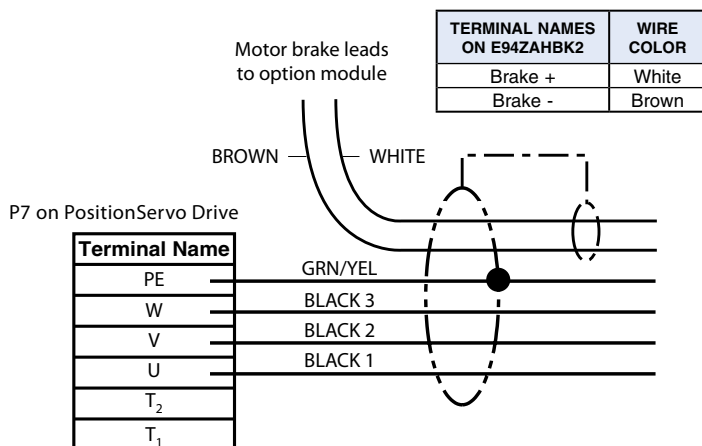 TERMINAL NAMES
ON E94ZAHBK2
WIRE
COLOR
Brake +
White
Brake -
Brown
Motor brake leads
to option module
BROWN
WHITE
P7 on PositionServo Drive
Terminal Name
PE
GRN/YEL
W
BLACK 3
V
BLACK 2
U
BLACK 1
T2
T1